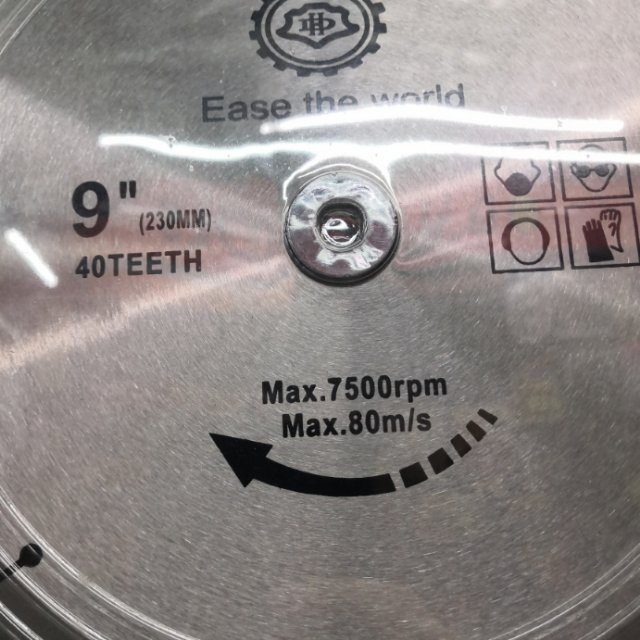 Ease the world
9" (230MM)
40TEETH
Max.7500rpm
Max.80m/s